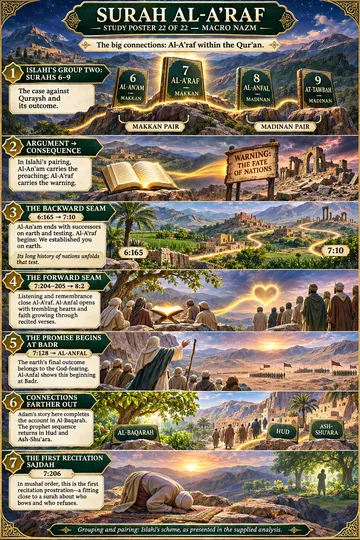 SURAH AL-A'RAF
STUDY POSTER 22 OF 22 — MACRO NAZM
The big connections: Al-A'raf within the Qur'an.
1
ISLAHI'S GROUP TWO:
SURAHS 6–9
The case against
Quraysh and
its outcome.
6
AL-AN'AM
MAKKAN
7
AL-A'RAF
MAKKAN
8
AL-ANFAL
MADINAN
9
AT-TAWBAH
MADINAN
MAKKAN PAIR
MADINAN PAIR
2
ARGUMENT →
CONSEQUENCE
In Islahi's pairing,
Al-An'am carries the
preaching; Al-A'raf
carries the warning.
WARNING:
THE FATE
OF NATIONS
3
THE BACKWARD SEAM
6:165 → 7:10
Al-An'am ends with successors
on earth and testing. Al-A'raf
begins: We established you
on earth.
Its long history of nations unfolds
that test.
6:165
7:10
4
THE FORWARD SEAM
7:204–205 → 8:2
Listening and remembrance
close Al-A'raf. Al-Anfal opens
with trembling hearts and
faith growing through
recited verses.
5
THE PROMISE BEGINS
AT BADR
7:128 → AL-ANFAL
The earth's final outcome
belongs to the God-fearing.
Al-Anfal shows this beginning
at Badr.
6
CONNECTIONS
FARTHER OUT
Adam's story here completes
the account in Al-Baqarah.
The prophet sequence
returns in Hud and
Ash-Shu'ara.
AL-BAQARAH
HUD
ASH-
SHU'ARA
7
THE FIRST RECITATION
SAJDAH
7:206
In mushaf order, this is the first
recitation prostration—a fitting
close to a surah about who
bows and who refuses.
Grouping and pairing: Islahi's scheme, as presented in the supplied analysis.